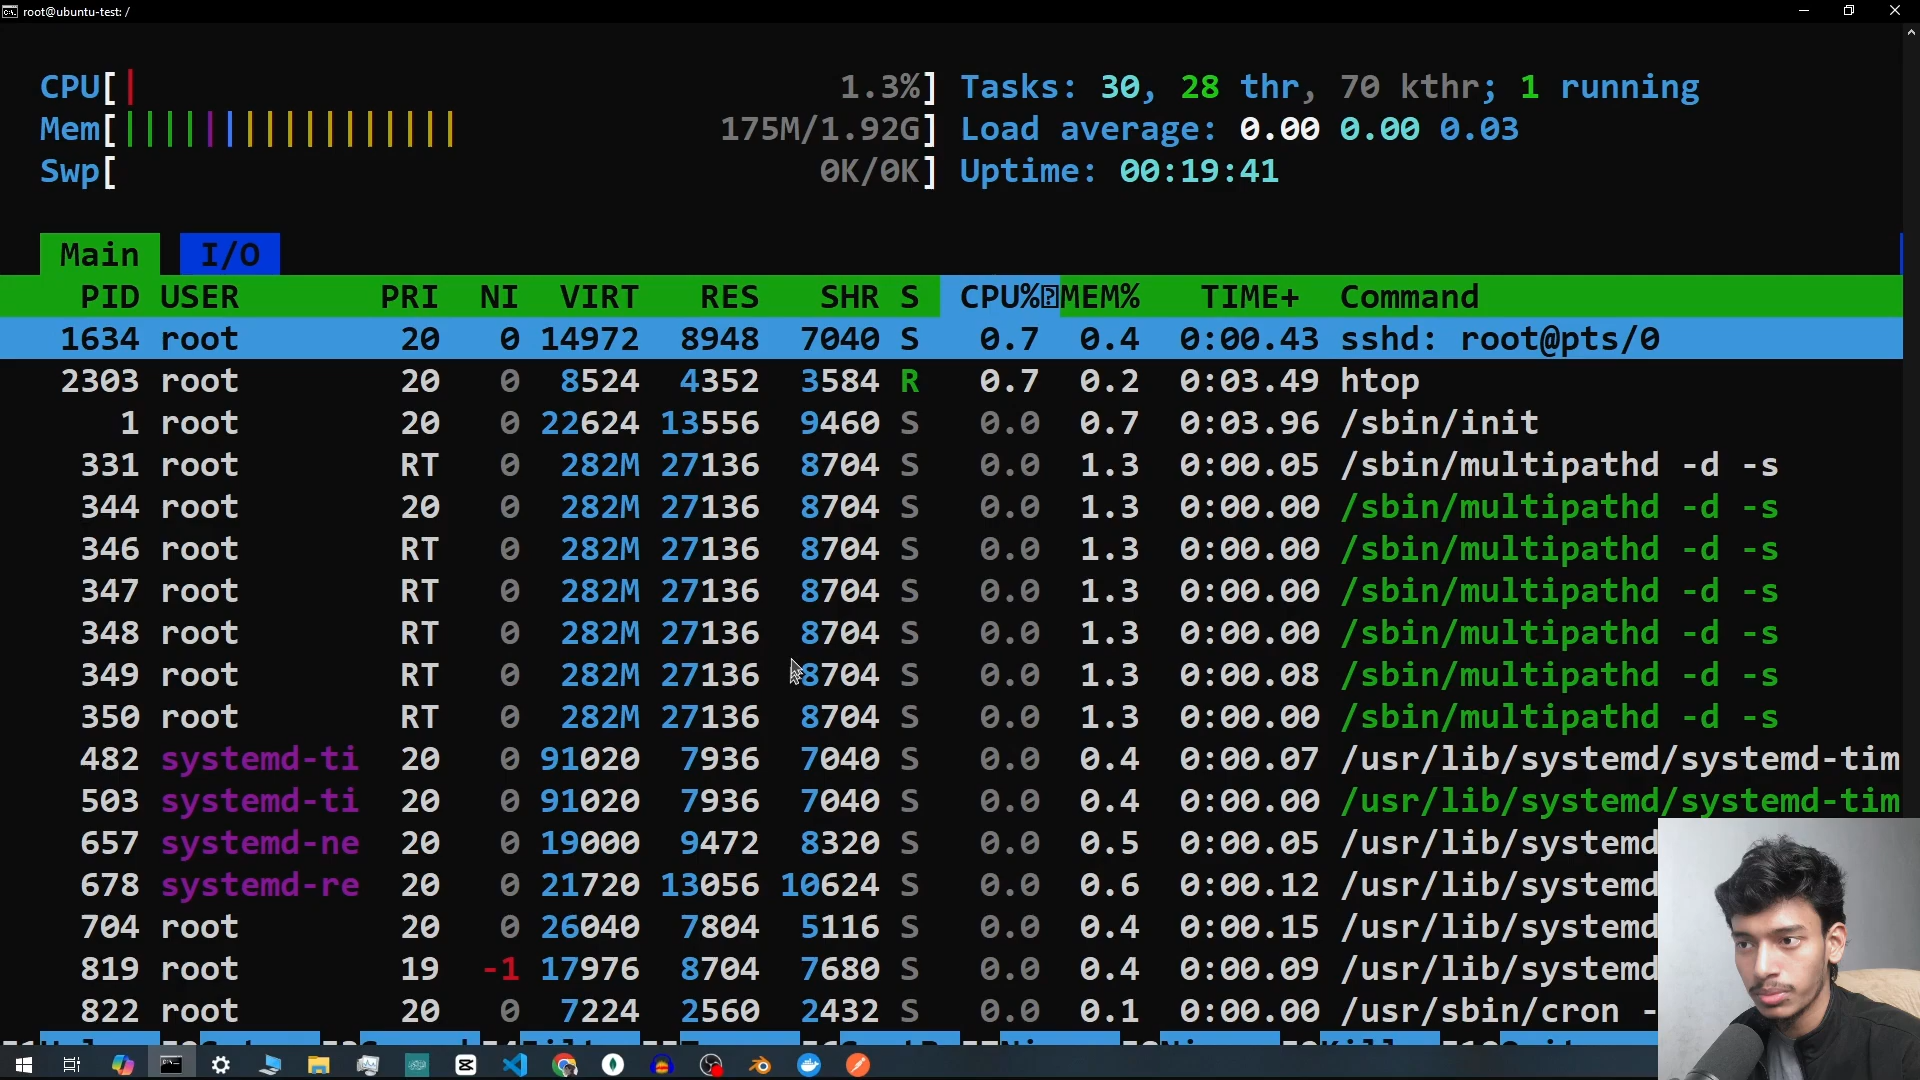 root@ubuntu-test: /
CPU[| 1.3%] Tasks: 30, 28 thr, 70 kthr; 1 running
Mem[||||||||||||||||| 175M/1.92G] Load average: 0.00 0.00 0.03
Swp[ 0K/0K] Uptime: 00:19:41
Main I/O
PID USER PRI NI VIRT RES SHR S CPU% MEM% TIME+ Command
1634 root 20 0 14972 8948 7040 S 0.7 0.4 0:00.43 sshd: root@pts/0
2303 root 20 0 8524 4352 3584 R 0.7 0.2 0:03.49 htop
1 root 20 0 22624 13556 9460 S 0.0 0.7 0:03.96 /sbin/init
331 root RT 0 282M 27136 8704 S 0.0 1.3 0:00.05 /sbin/multipathd -d -s
344 root 20 0 282M 27136 8704 S 0.0 1.3 0:00.00 /sbin/multipathd -d -s
346 root RT 0 282M 27136 8704 S 0.0 1.3 0:00.00 /sbin/multipathd -d -s
347 root RT 0 282M 27136 8704 S 0.0 1.3 0:00.00 /sbin/multipathd -d -s
348 root RT 0 282M 27136 8704 S 0.0 1.3 0:00.00 /sbin/multipathd -d -s
349 root RT 0 282M 27136 8704 S 0.0 1.3 0:00.08 /sbin/multipathd -d -s
350 root RT 0 282M 27136 8704 S 0.0 1.3 0:00.00 /sbin/multipathd -d -s
482 systemd-ti 20 0 91020 7936 7040 S 0.0 0.4 0:00.07 /usr/lib/systemd/systemd-tim
503 systemd-ti 20 0 91020 7936 7040 S 0.0 0.4 0:00.00 /usr/lib/systemd/systemd-tim
657 systemd-ne 20 0 19000 9472 8320 S 0.0 0.5 0:00.05 /usr/lib/systemd
678 systemd-re 20 0 21720 13056 10624 S 0.0 0.6 0:00.12 /usr/lib/systemd
704 root 20 0 26040 7804 5116 S 0.0 0.4 0:00.15 /usr/lib/systemd
819 root 19 -1 17976 8704 7680 S 0.0 0.4 0:00.09 /usr/lib/systemd
822 root 20 0 7224 2560 2432 S 0.0 0.1 0:00.00 /usr/sbin/cron -